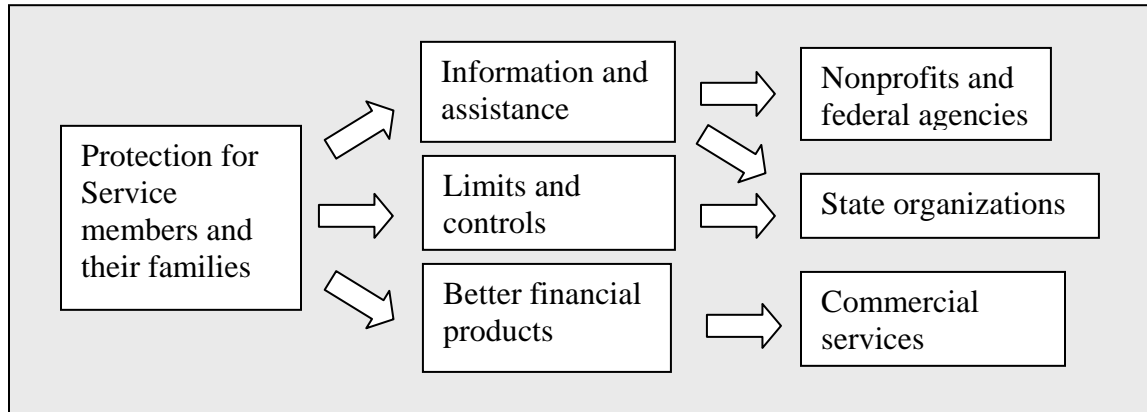 Protection for
Service
members and
their families
Information and
assistance
Limits and
controls
Better financial
products
Nonprofits and
federal agencies
State organizations
Commercial
services